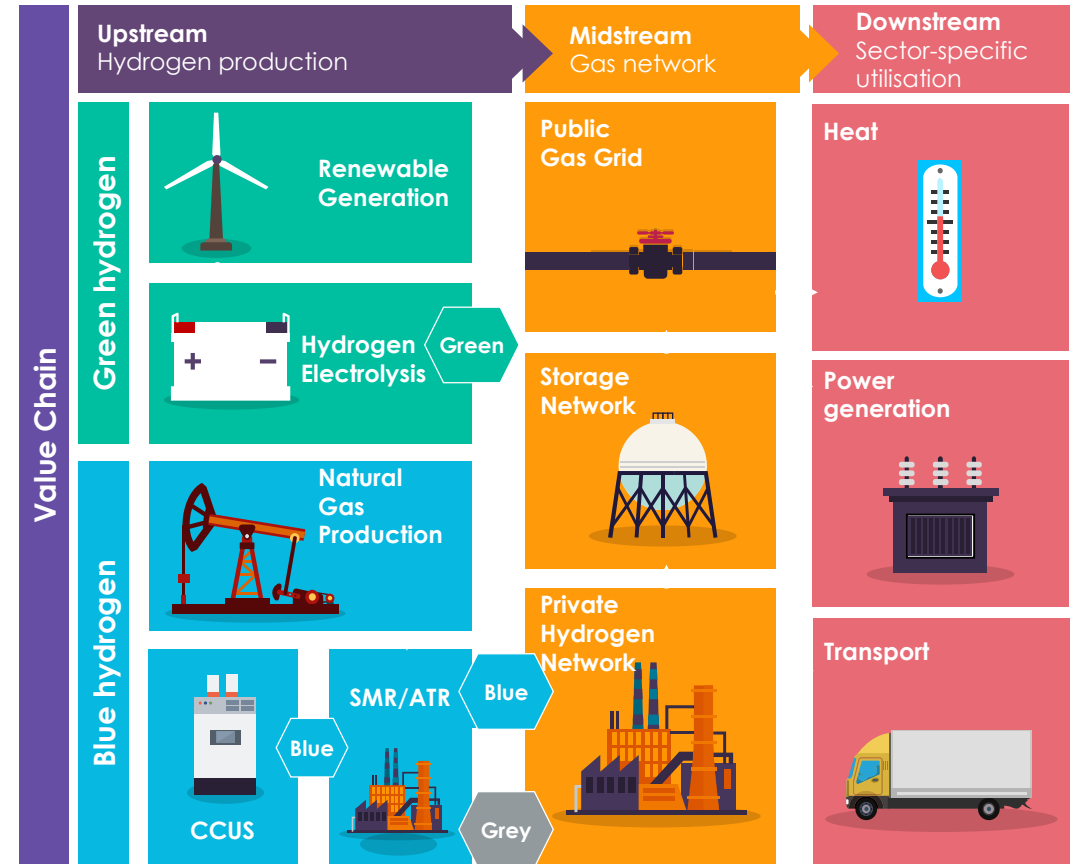 Value Chain
Upstream
Hydrogen production
Midstream
Gas network
Downstream
Sector-specific
utilisation
Green hydrogen
Renewable
Generation
Hydrogen
Electrolysis
Green
Blue hydrogen
Natural
Gas
Production
CCUS
Blue
SMR/ATR
Blue
Grey
Public
Gas Grid
Storage
Network
Private
Hydrogen
Network
Heat
Power
generation
Transport